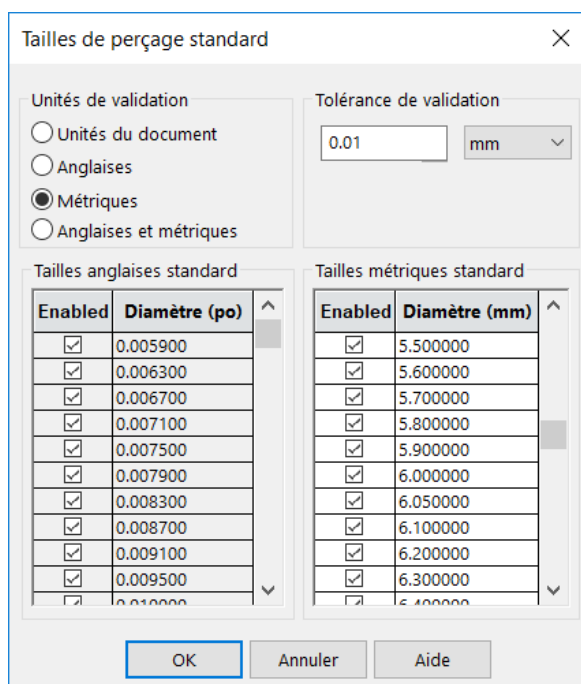 Tailles de perçage standard
Unités de validation
Unités du document
Anglaises
Métriques
Anglaises et métriques
Tolérance de validation
0.01
mm
Tailles anglaises standard
Enabled Diamètre (po)
0.005900
0.006300
0.006700
0.007100
0.007500
0.007900
0.008300
0.008700
0.009100
0.009500
0.010000
Tailles métriques standard
Enabled Diamètre (mm)
5.500000
5.600000
5.700000
5.800000
5.900000
6.000000
6.050000
6.100000
6.200000
6.300000
6.400000
OK
Annuler
Aide